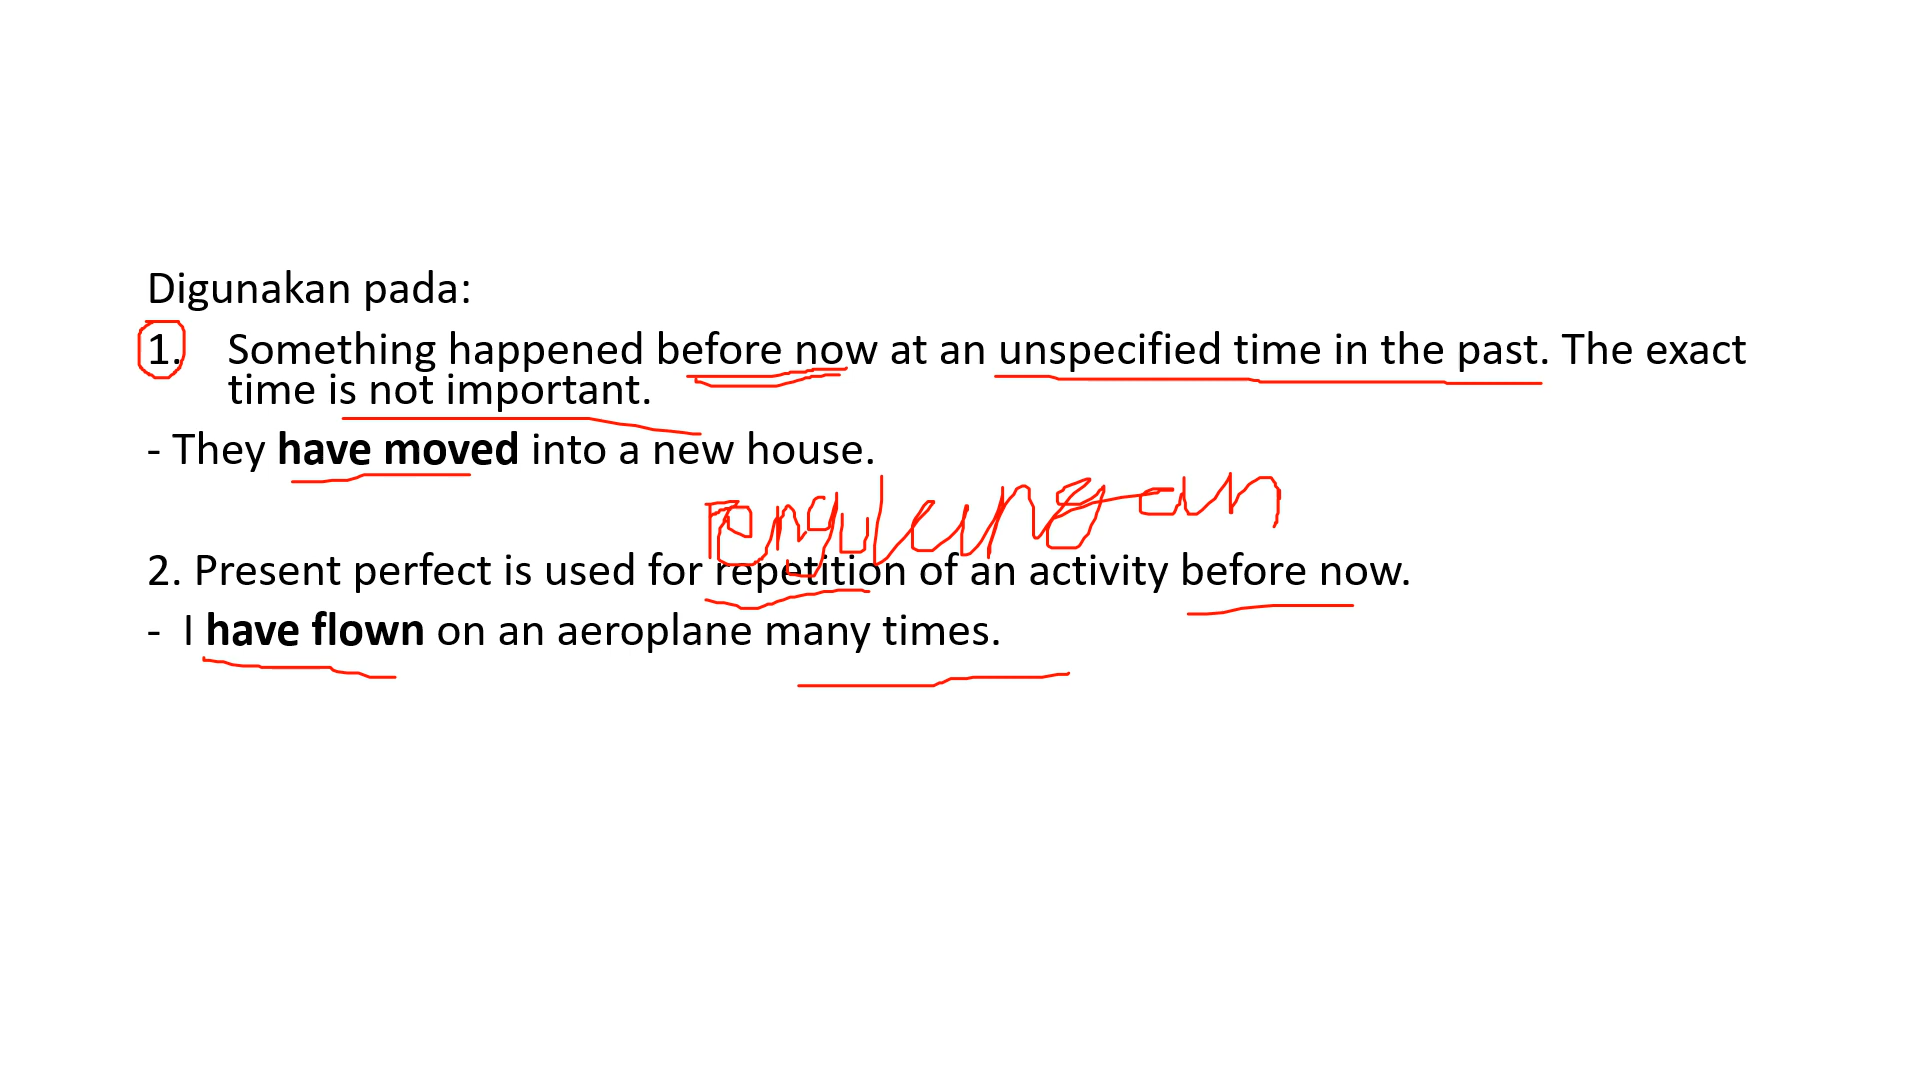 Digunakan pada:
1. Something happened before now at an unspecified time in the past. The exact
time is not important.
- They have moved into a new house.
Pengulangan
2. Present perfect is used for repetition of an activity before now.
- I have flown on an aeroplane many times.